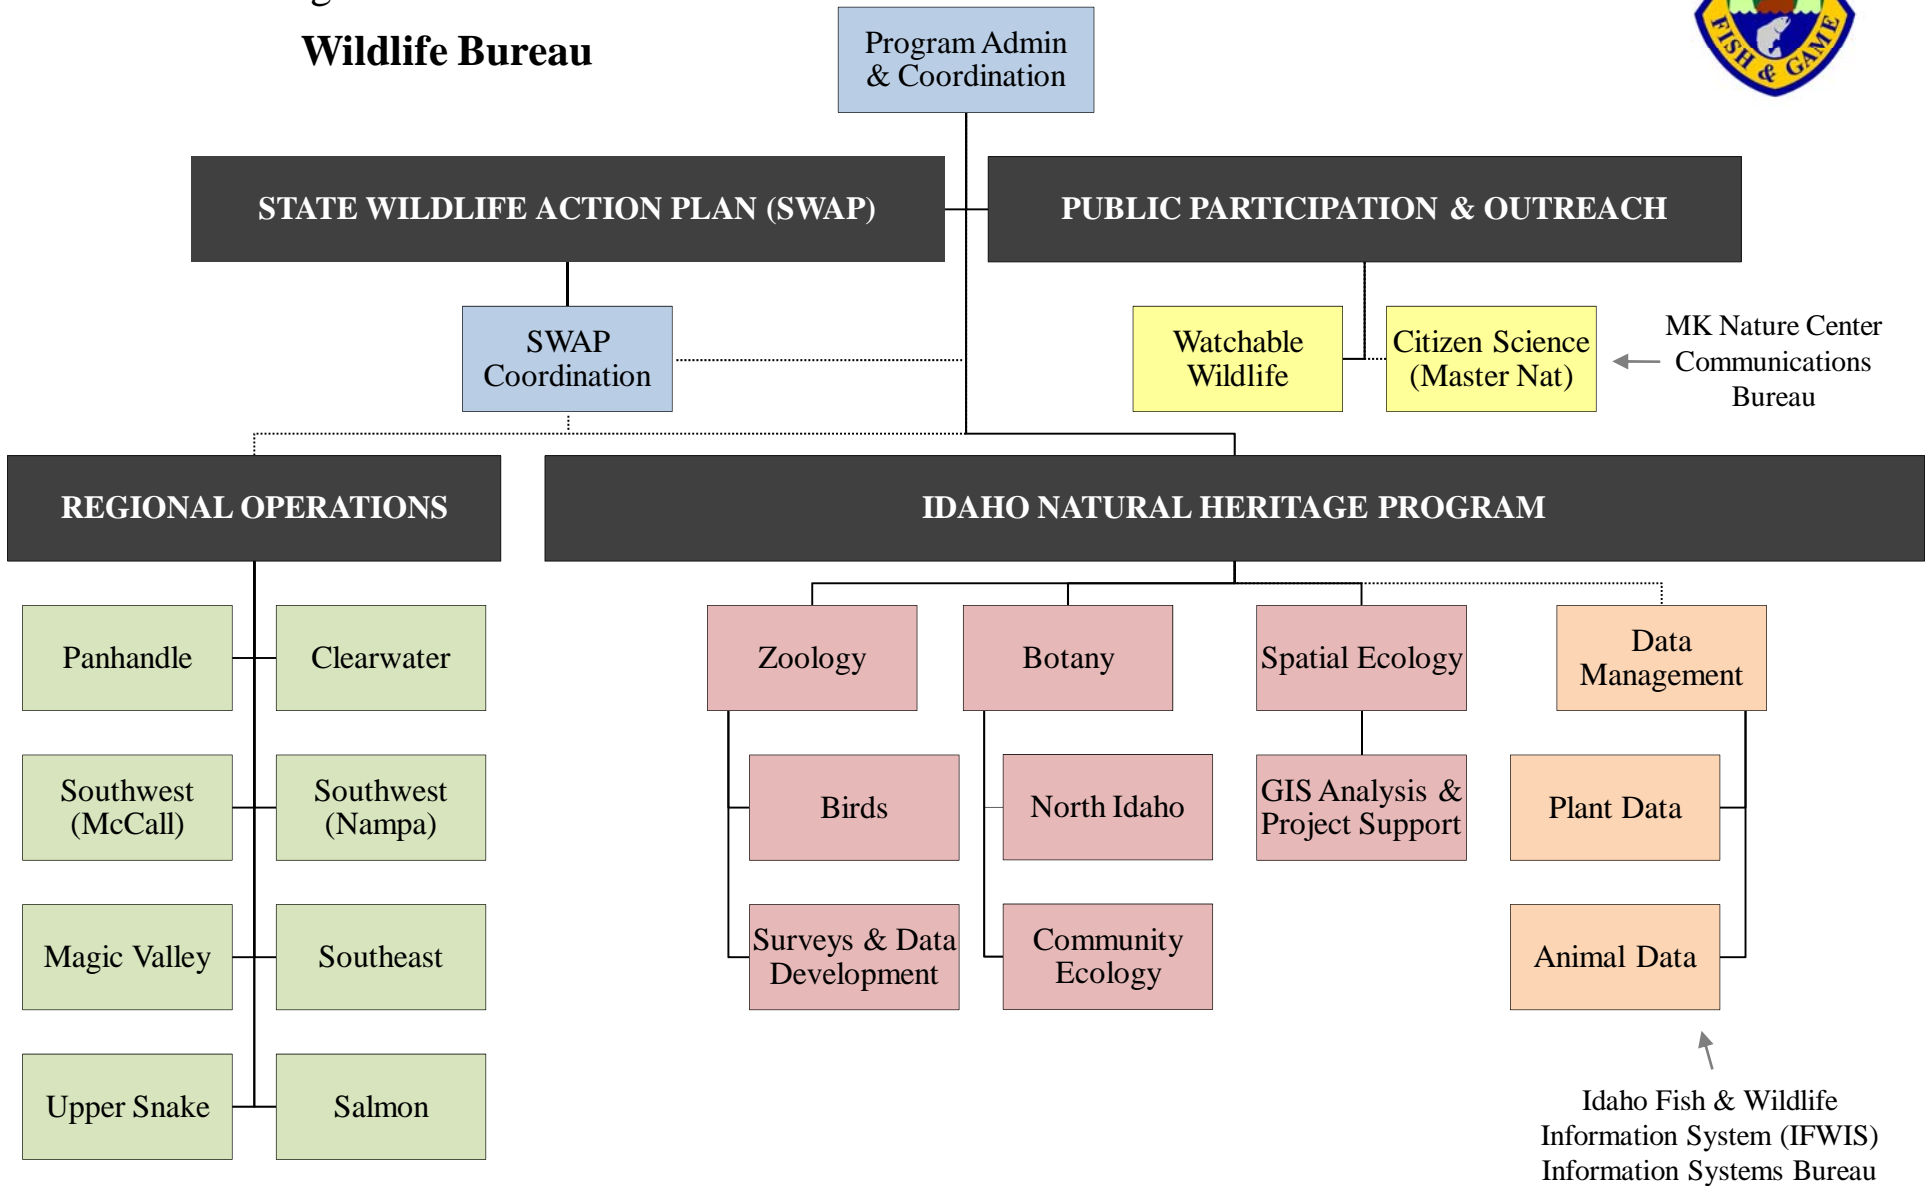 Wildlife Bureau
Program Admin
& Coordination
FISH & GAME
STATE WILDLIFE ACTION PLAN (SWAP)
PUBLIC PARTICIPATION & OUTREACH
SWAP
Coordination
Watchable
Wildlife
Citizen Science
(Master Nat)
MK Nature Center
Communications
Bureau
REGIONAL OPERATIONS
IDAHO NATURAL HERITAGE PROGRAM
Panhandle
Clearwater
Zoology
Botany
Spatial Ecology
Data
Management
Southwest
(McCall)
Southwest
(Nampa)
Birds
North Idaho
GIS Analysis &
Project Support
Plant Data
Magic Valley
Southeast
Surveys & Data
Development
Community
Ecology
Animal Data
Upper Snake
Salmon
Idaho Fish & Wildlife
Information System (IFWIS)
Information Systems Bureau